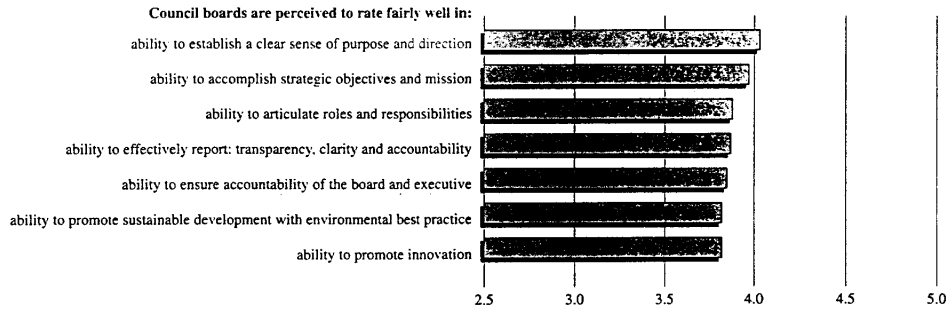 Council boards are perceived to rate fairly well in:
ability to establish a clear sense of purpose and direction
ability to accomplish strategic objectives and mission
ability to articulate roles and responsibilities
ability to effectively report: transparency, clarity and accountability
ability to ensure accountability of the board and executive
ability to promote sustainable development with environmental best practice
ability to promote innovation
2.5 3.0 3.5 4.0 4.5 5.0